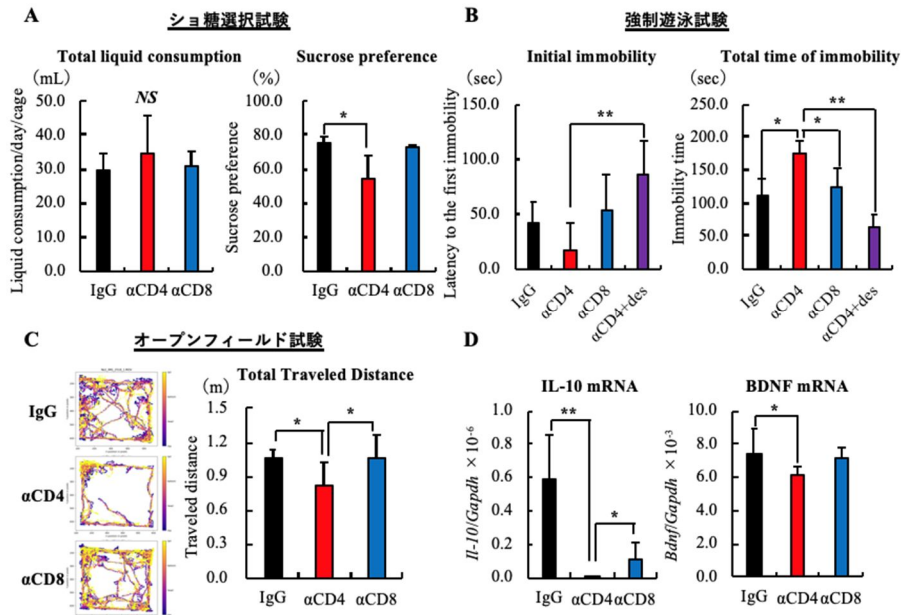 A
ショ糖選択試験
Total liquid consumption
(mL)
Liquid consumption/day/cage
50.0
40.0
30.0
20.0
10.0
0.0
NS
IgG αCD4 αCD8
Sucrose preference
(%)
Sucrose preference
100.0
80.0
60.0
40.0
20.0
0.0
*
IgG αCD4 αCD8
B
強制遊泳試験
Initial immobility
(sec)
Latency to the first immobility
150.0
100.0
50.0
0.0
**
IgG
αCD4
αCD8
αCD4+des
Total time of immobility
(sec)
Immobility time
250.0
200.0
150.0
100.0
50.0
0.0
* * **
IgG
αCD4
αCD8
αCD4+des
C
オープンフィールド試験
IgG
αCD4
αCD8
(m)
Total Traveled Distance
Traveled distance
1.5
1.2
0.9
0.6
0.3
0.0
* *
IgG αCD4 αCD8
D
IL-10 mRNA
Il-10/Gapdh × 10-6
0.8
0.6
0.4
0.2
0.0
**
*
IgG αCD4 αCD8
BDNF mRNA
Bdnf/Gapdh × 10-3
10.0
8.0
6.0
4.0
2.0
0.0
*
IgG αCD4 αCD8